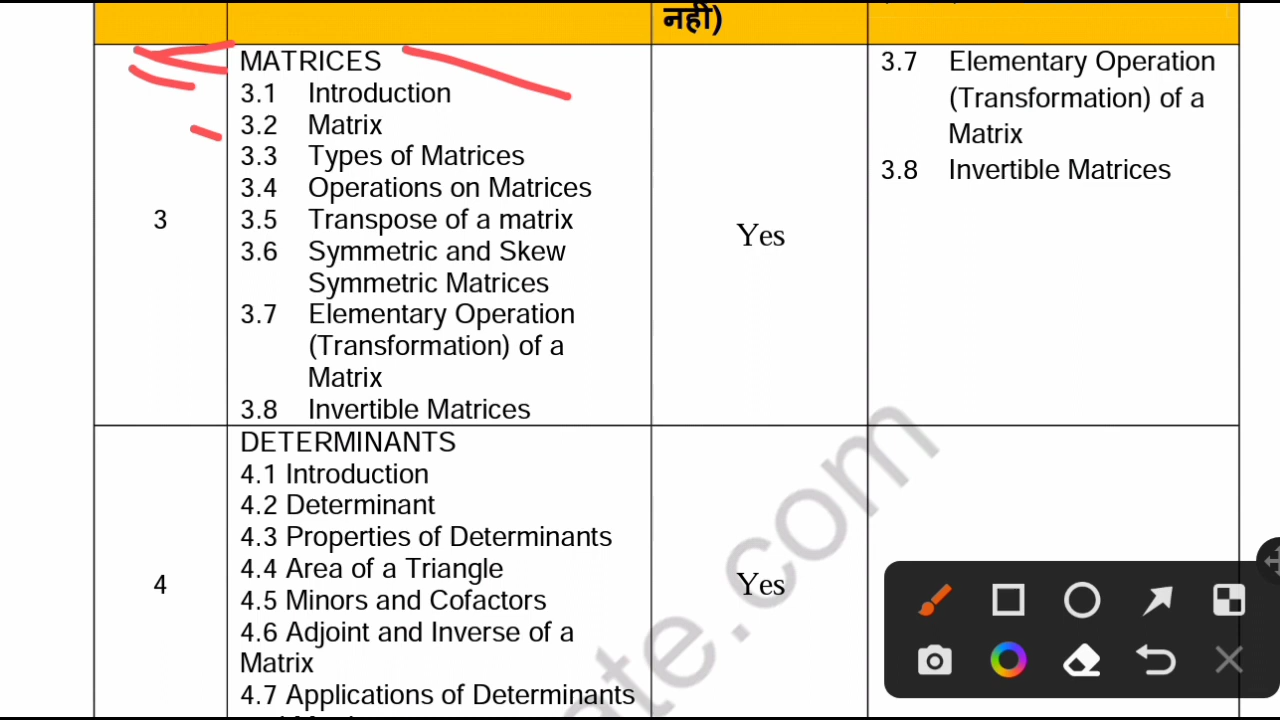 नहीं)
3
MATRICES
3.1 Introduction
3.2 Matrix
3.3 Types of Matrices
3.4 Operations on Matrices
3.5 Transpose of a matrix
3.6 Symmetric and Skew
Symmetric Matrices
3.7 Elementary Operation
(Transformation) of a
Matrix
3.8 Invertible Matrices
Yes
3.7 Elementary Operation
(Transformation) of a
Matrix
3.8 Invertible Matrices
4
DETERMINANTS
4.1 Introduction
4.2 Determinant
4.3 Properties of Determinants
4.4 Area of a Triangle
4.5 Minors and Cofactors
4.6 Adjoint and Inverse of a
Matrix
4.7 Applications of Determinants
Yes
ate.com